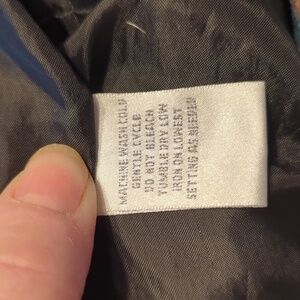 MACHINE WASH COLD
GENTLE CYCLE
DO NOT BLEACH
TUMBLE DRY LOW
IRON ON LOWEST
SETTING AS NEEDED